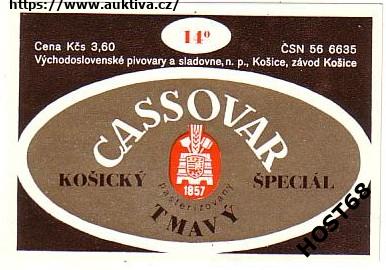 https://www.auktiva.cz/
14°
Cena Kčs 3,60
ČSN 56 6635
Východoslovenské pivovary a sladovne, n. p., Košice, závod Košice
CASSOVAR
KOŠICKÝ ŠPECIÁL
1857
pasterizovaný
TMAVÝ
HOST68